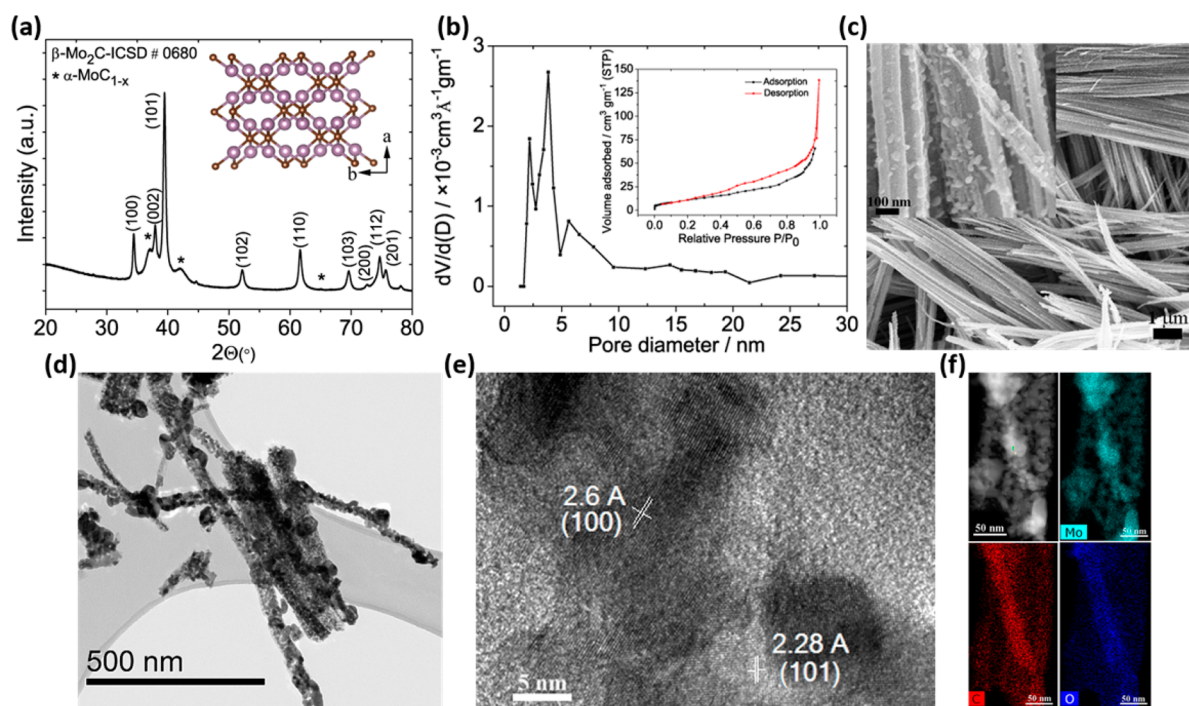 (a)
β-Mo₂C-ICSD # 0680
* α-MoC₁₋ₓ
a
b
(100)
*
(002)
(101)
*
(102)
(110)
*
(103)
(200)
(112)
(201)
Intensity (a.u.)
20 30 40 50 60 70 80
2Θ(°)
(b)
dV/d(D) / ×10⁻³cm³Å⁻¹gm⁻¹
3
2
1
0
0 5 10 15 20 25 30
Pore diameter / nm
Volume adsorbed / cm³ gm⁻¹ (STP)
150
125
100
75
50
25
0
Adsorption
Desorption
0.0 0.2 0.4 0.6 0.8 1.0
Relative Pressure P/P₀
(c)
100 nm
1 μm
(d)
500 nm
(e)
2.6 A
(100)
2.28 A
(101)
5 nm
(f)
50 nm
Mo
50 nm
C
50 nm
O
50 nm